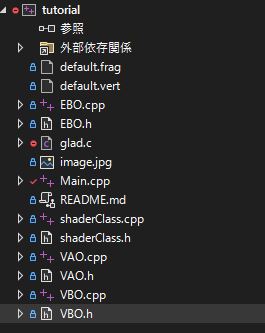 tutorial
参照
外部依存関係
default.frag
default.vert
EBO.cpp
EBO.h
glad.c
image.jpg
Main.cpp
README.md
shaderClass.cpp
shaderClass.h
VAO.cpp
VAO.h
VBO.cpp
VBO.h